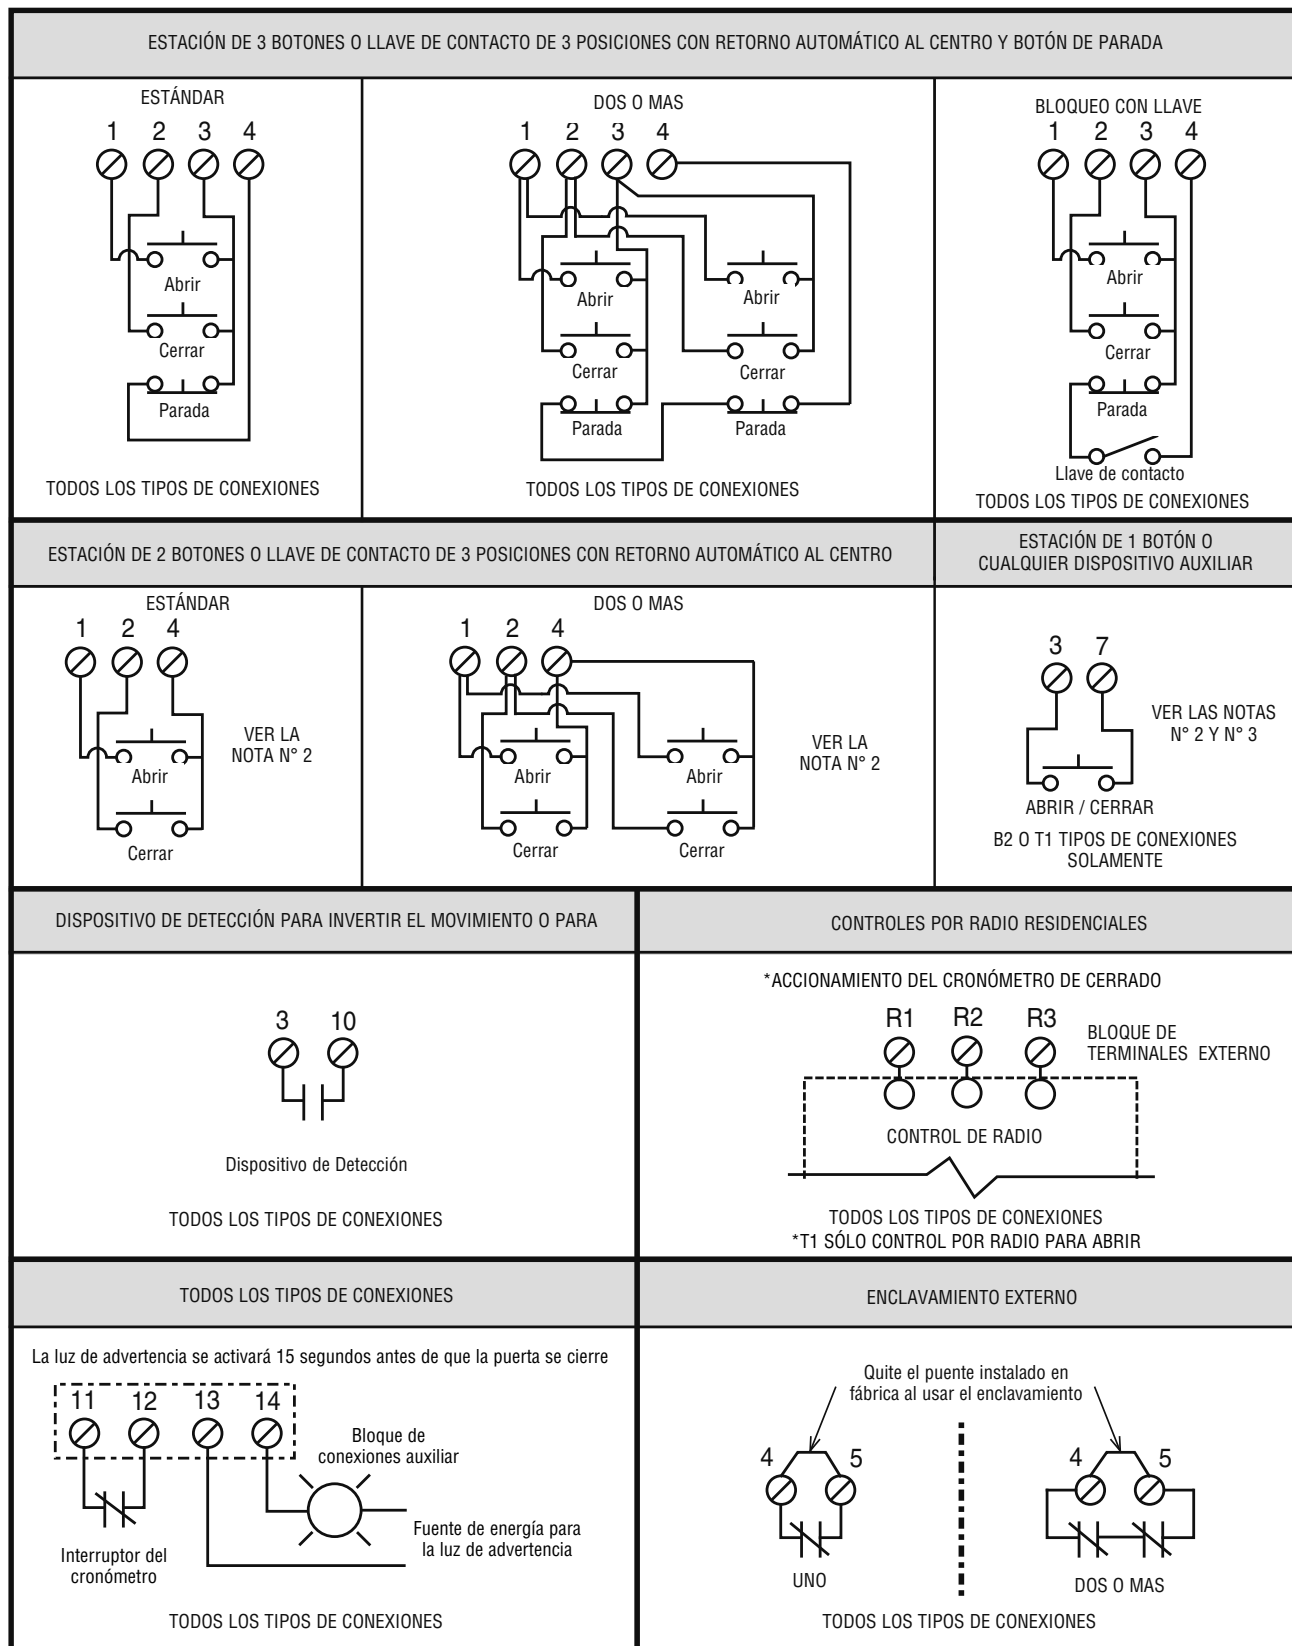 ESTACIÓN DE 3 BOTONES O LLAVE DE CONTACTO DE 3 POSICIONES CON RETORNO AUTOMÁTICO AL CENTRO Y BOTÓN DE PARADA
ESTÁNDAR
1 2 3 4
Abrir
Cerrar
Parada
TODOS LOS TIPOS DE CONEXIONES
DOS O MAS
1 2 3 4
Abrir Abrir
Cerrar Cerrar
Parada Parada
TODOS LOS TIPOS DE CONEXIONES
BLOQUEO CON LLAVE
1 2 3 4
Abrir
Cerrar
Parada
Llave de contacto
TODOS LOS TIPOS DE CONEXIONES
ESTACIÓN DE 2 BOTONES O LLAVE DE CONTACTO DE 3 POSICIONES CON RETORNO AUTOMÁTICO AL CENTRO
ESTÁNDAR
1 2 4
VER LA
NOTA N° 2
Abrir
Cerrar
DOS O MAS
1 2 4
VER LA
NOTA N° 2
Abrir Abrir
Cerrar Cerrar
ESTACIÓN DE 1 BOTÓN O
CUALQUIER DISPOSITIVO AUXILIAR
3 7
VER LAS NOTAS
N° 2 Y N° 3
ABRIR / CERRAR
B2 O T1 TIPOS DE CONEXIONES
SOLAMENTE
DISPOSITIVO DE DETECCIÓN PARA INVERTIR EL MOVIMIENTO O PARA
3 10
Dispositivo de Detección
TODOS LOS TIPOS DE CONEXIONES
CONTROLES POR RADIO RESIDENCIALES
*ACCIONAMIENTO DEL CRONÓMETRO DE CERRADO
R1 R2 R3
BLOQUE DE
TERMINALES EXTERNO
CONTROL DE RADIO
TODOS LOS TIPOS DE CONEXIONES
*T1 SÓLO CONTROL POR RADIO PARA ABRIR
TODOS LOS TIPOS DE CONEXIONES
La luz de advertencia se activará 15 segundos antes de que la puerta se cierre
11 12 13 14
Bloque de
conexiones auxiliar
Fuente de energía para
la luz de advertencia
Interruptor del
cronómetro
TODOS LOS TIPOS DE CONEXIONES
ENCLAVAMIENTO EXTERNO
Quite el puente instalado en
fábrica al usar el enclavamiento
4 5
UNO
4 5
DOS O MAS
TODOS LOS TIPOS DE CONEXIONES